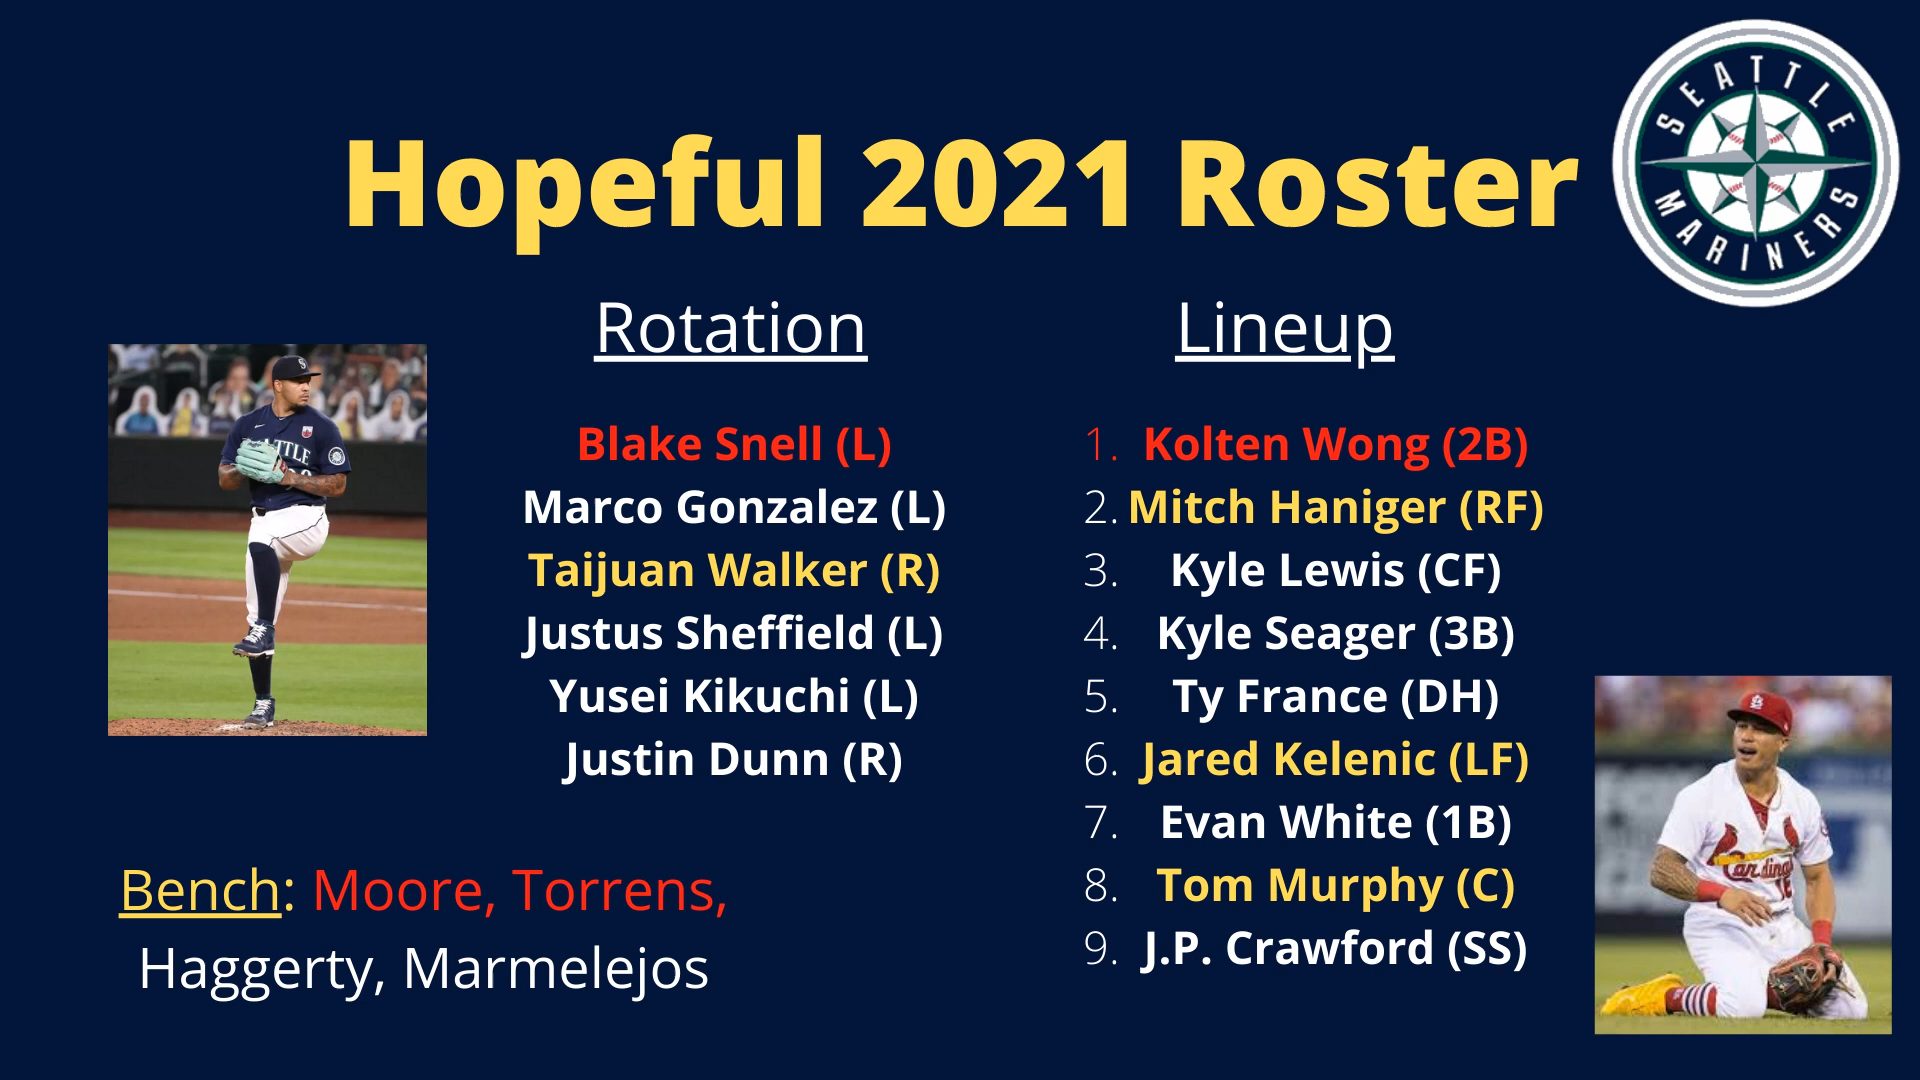 Hopeful 2021 Roster
SEATTLE
MARINERS
Rotation
Blake Snell (L)
Marco Gonzalez (L)
Taijuan Walker (R)
Justus Sheffield (L)
Yusei Kikuchi (L)
Justin Dunn (R)
Lineup
1. Kolten Wong (2B)
2. Mitch Haniger (RF)
3. Kyle Lewis (CF)
4. Kyle Seager (3B)
5. Ty France (DH)
6. Jared Kelenic (LF)
7. Evan White (1B)
8. Tom Murphy (C)
9. J.P. Crawford (SS)
Bench: Moore, Torrens,
Haggerty, Marmelejos
Cardinals